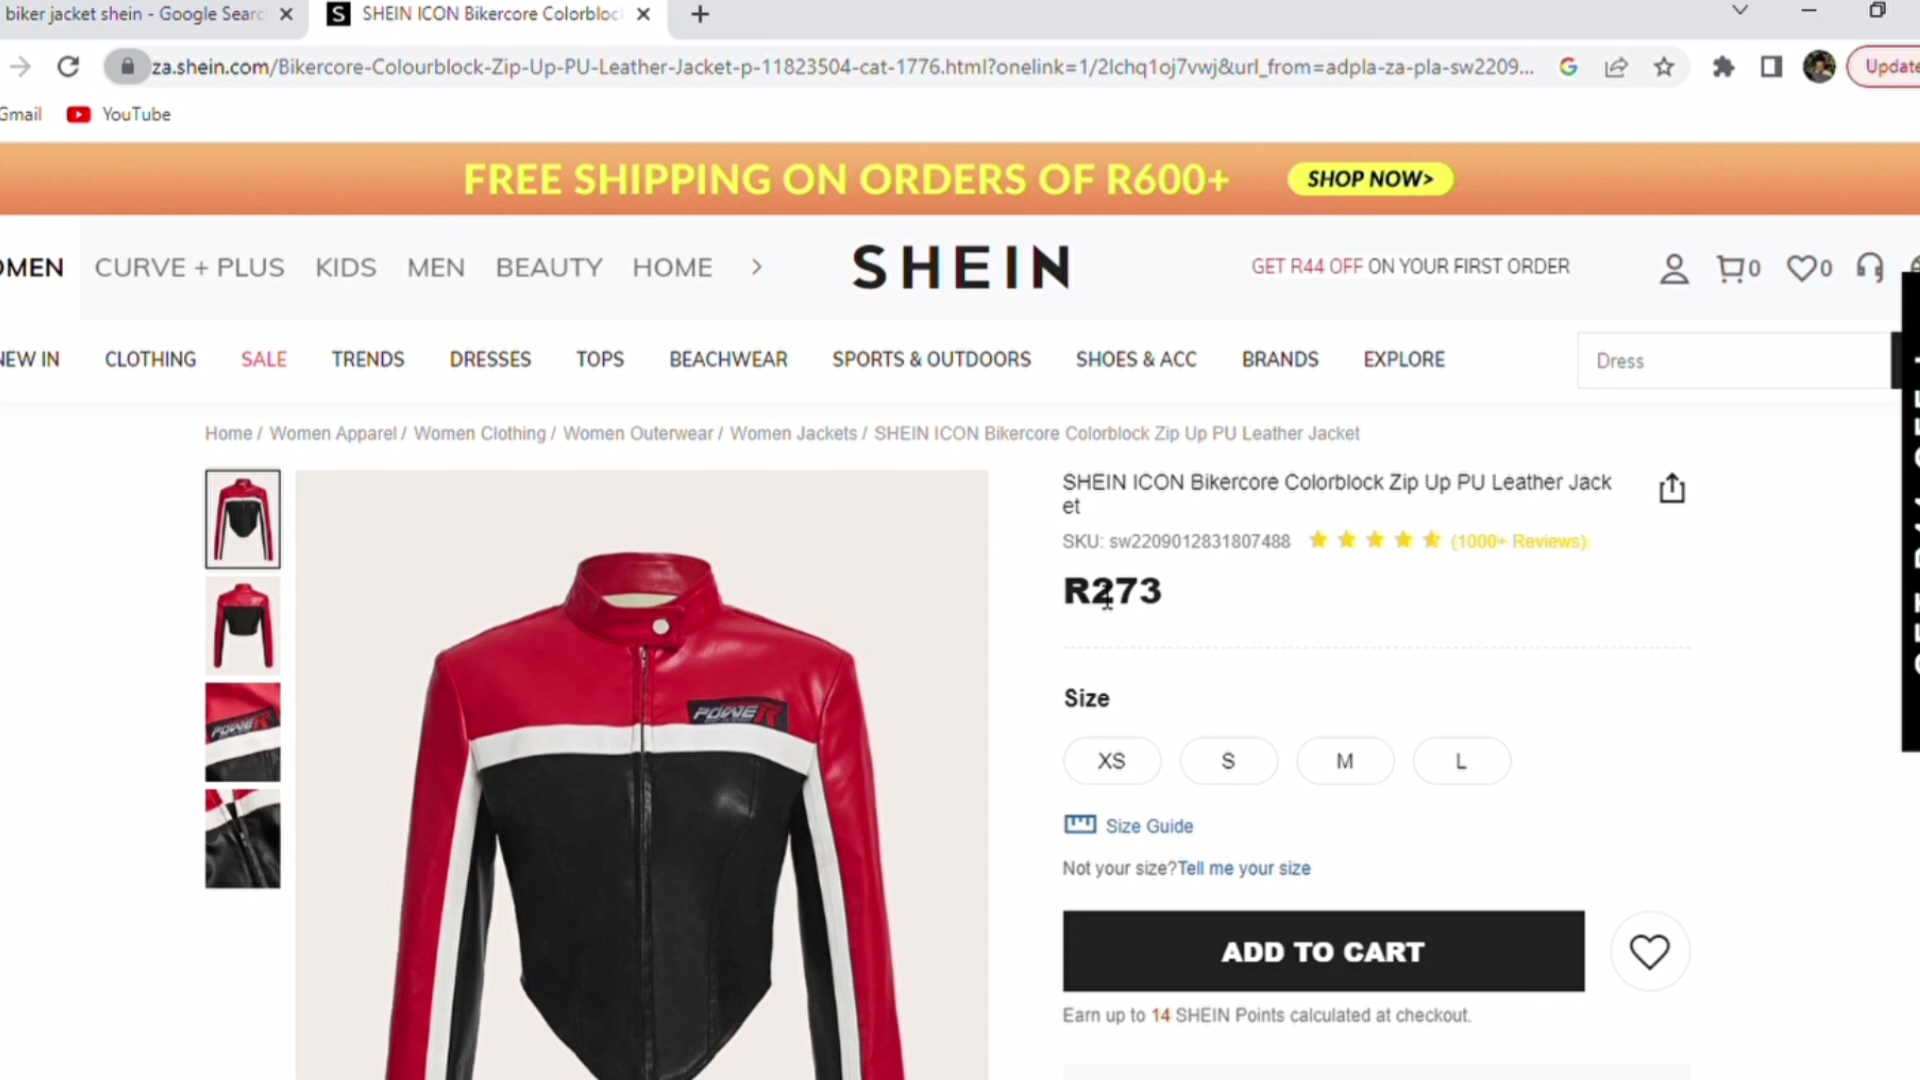 biker jacket shein - Google Searc
S SHEIN ICON Bikercore Colorbloc
za.shein.com/Bikercore-Colourblock-Zip-Up-PU-Leather-Jacket-p-11823504-cat-1776.html?onelink=1/2lchq1oj7vwj&url_from=adpla-za-pla-sw2209... Update
Gmail YouTube
FREE SHIPPING ON ORDERS OF R600+ SHOP NOW>
OMEN CURVE + PLUS KIDS MEN BEAUTY HOME > SHEIN GET R44 OFF ON YOUR FIRST ORDER 0 0
NEW IN CLOTHING SALE TRENDS DRESSES TOPS BEACHWEAR SPORTS & OUTDOORS SHOES & ACC BRANDS EXPLORE Dress
Home / Women Apparel / Women Clothing / Women Outerwear / Women Jackets / SHEIN ICON Bikercore Colorblock Zip Up PU Leather Jacket
SHEIN ICON Bikercore Colorblock Zip Up PU Leather Jack
et
SKU: sw2209012831807488 (1000+ Reviews)
R273
POWER
POWER
Size
XS S M L
Size Guide
Not your size?Tell me your size
ADD TO CART
Earn up to 14 SHEIN Points calculated at checkout.